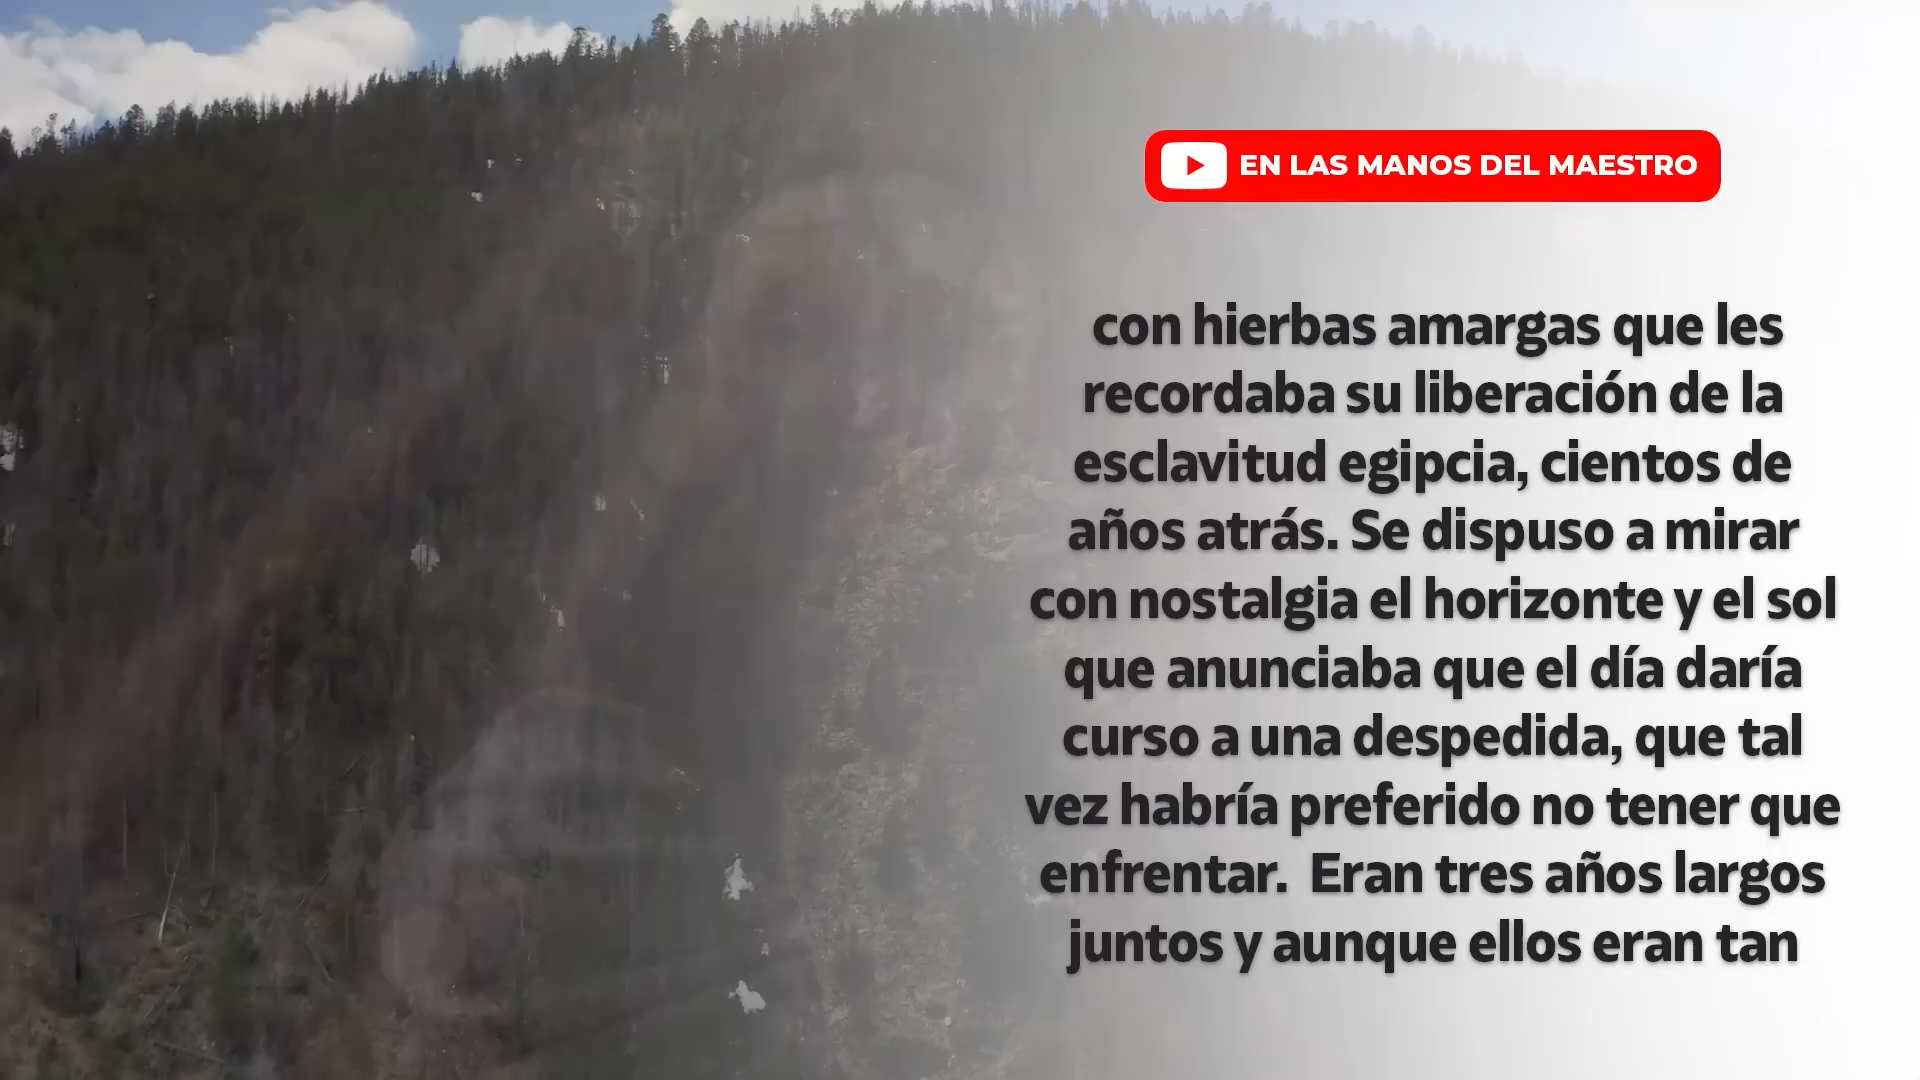 EN LAS MANOS DEL MAESTRO
con hierbas amargas que les
recordaba su liberación de la
esclavitud egipcia, cientos de
años atrás. Se dispuso a mirar
con nostalgia el horizonte y el sol
que anunciaba que el día daría
curso a una despedida, que tal
vez habría preferido no tener que
enfrentar.  Eran tres años largos
juntos y aunque ellos eran tan